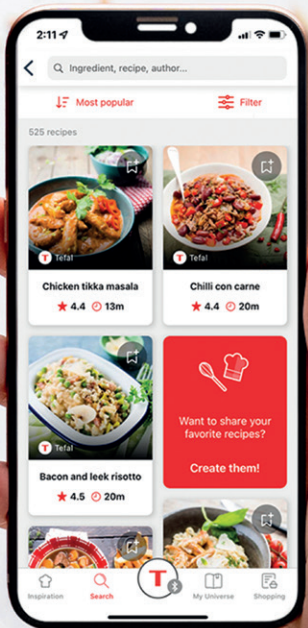 2:11
Ingredient, recipe, author...
Most popular
Filter
525 recipes
T Tefal
Chicken tikka masala
4.4 13m
T Tefal
Chilli con carne
4.4 20m
T Tefal
Bacon and leek risotto
4.5 20m
Want to share your
favorite recipes?
Create them!
Inspiration
Search
T
My Universe
Shopping